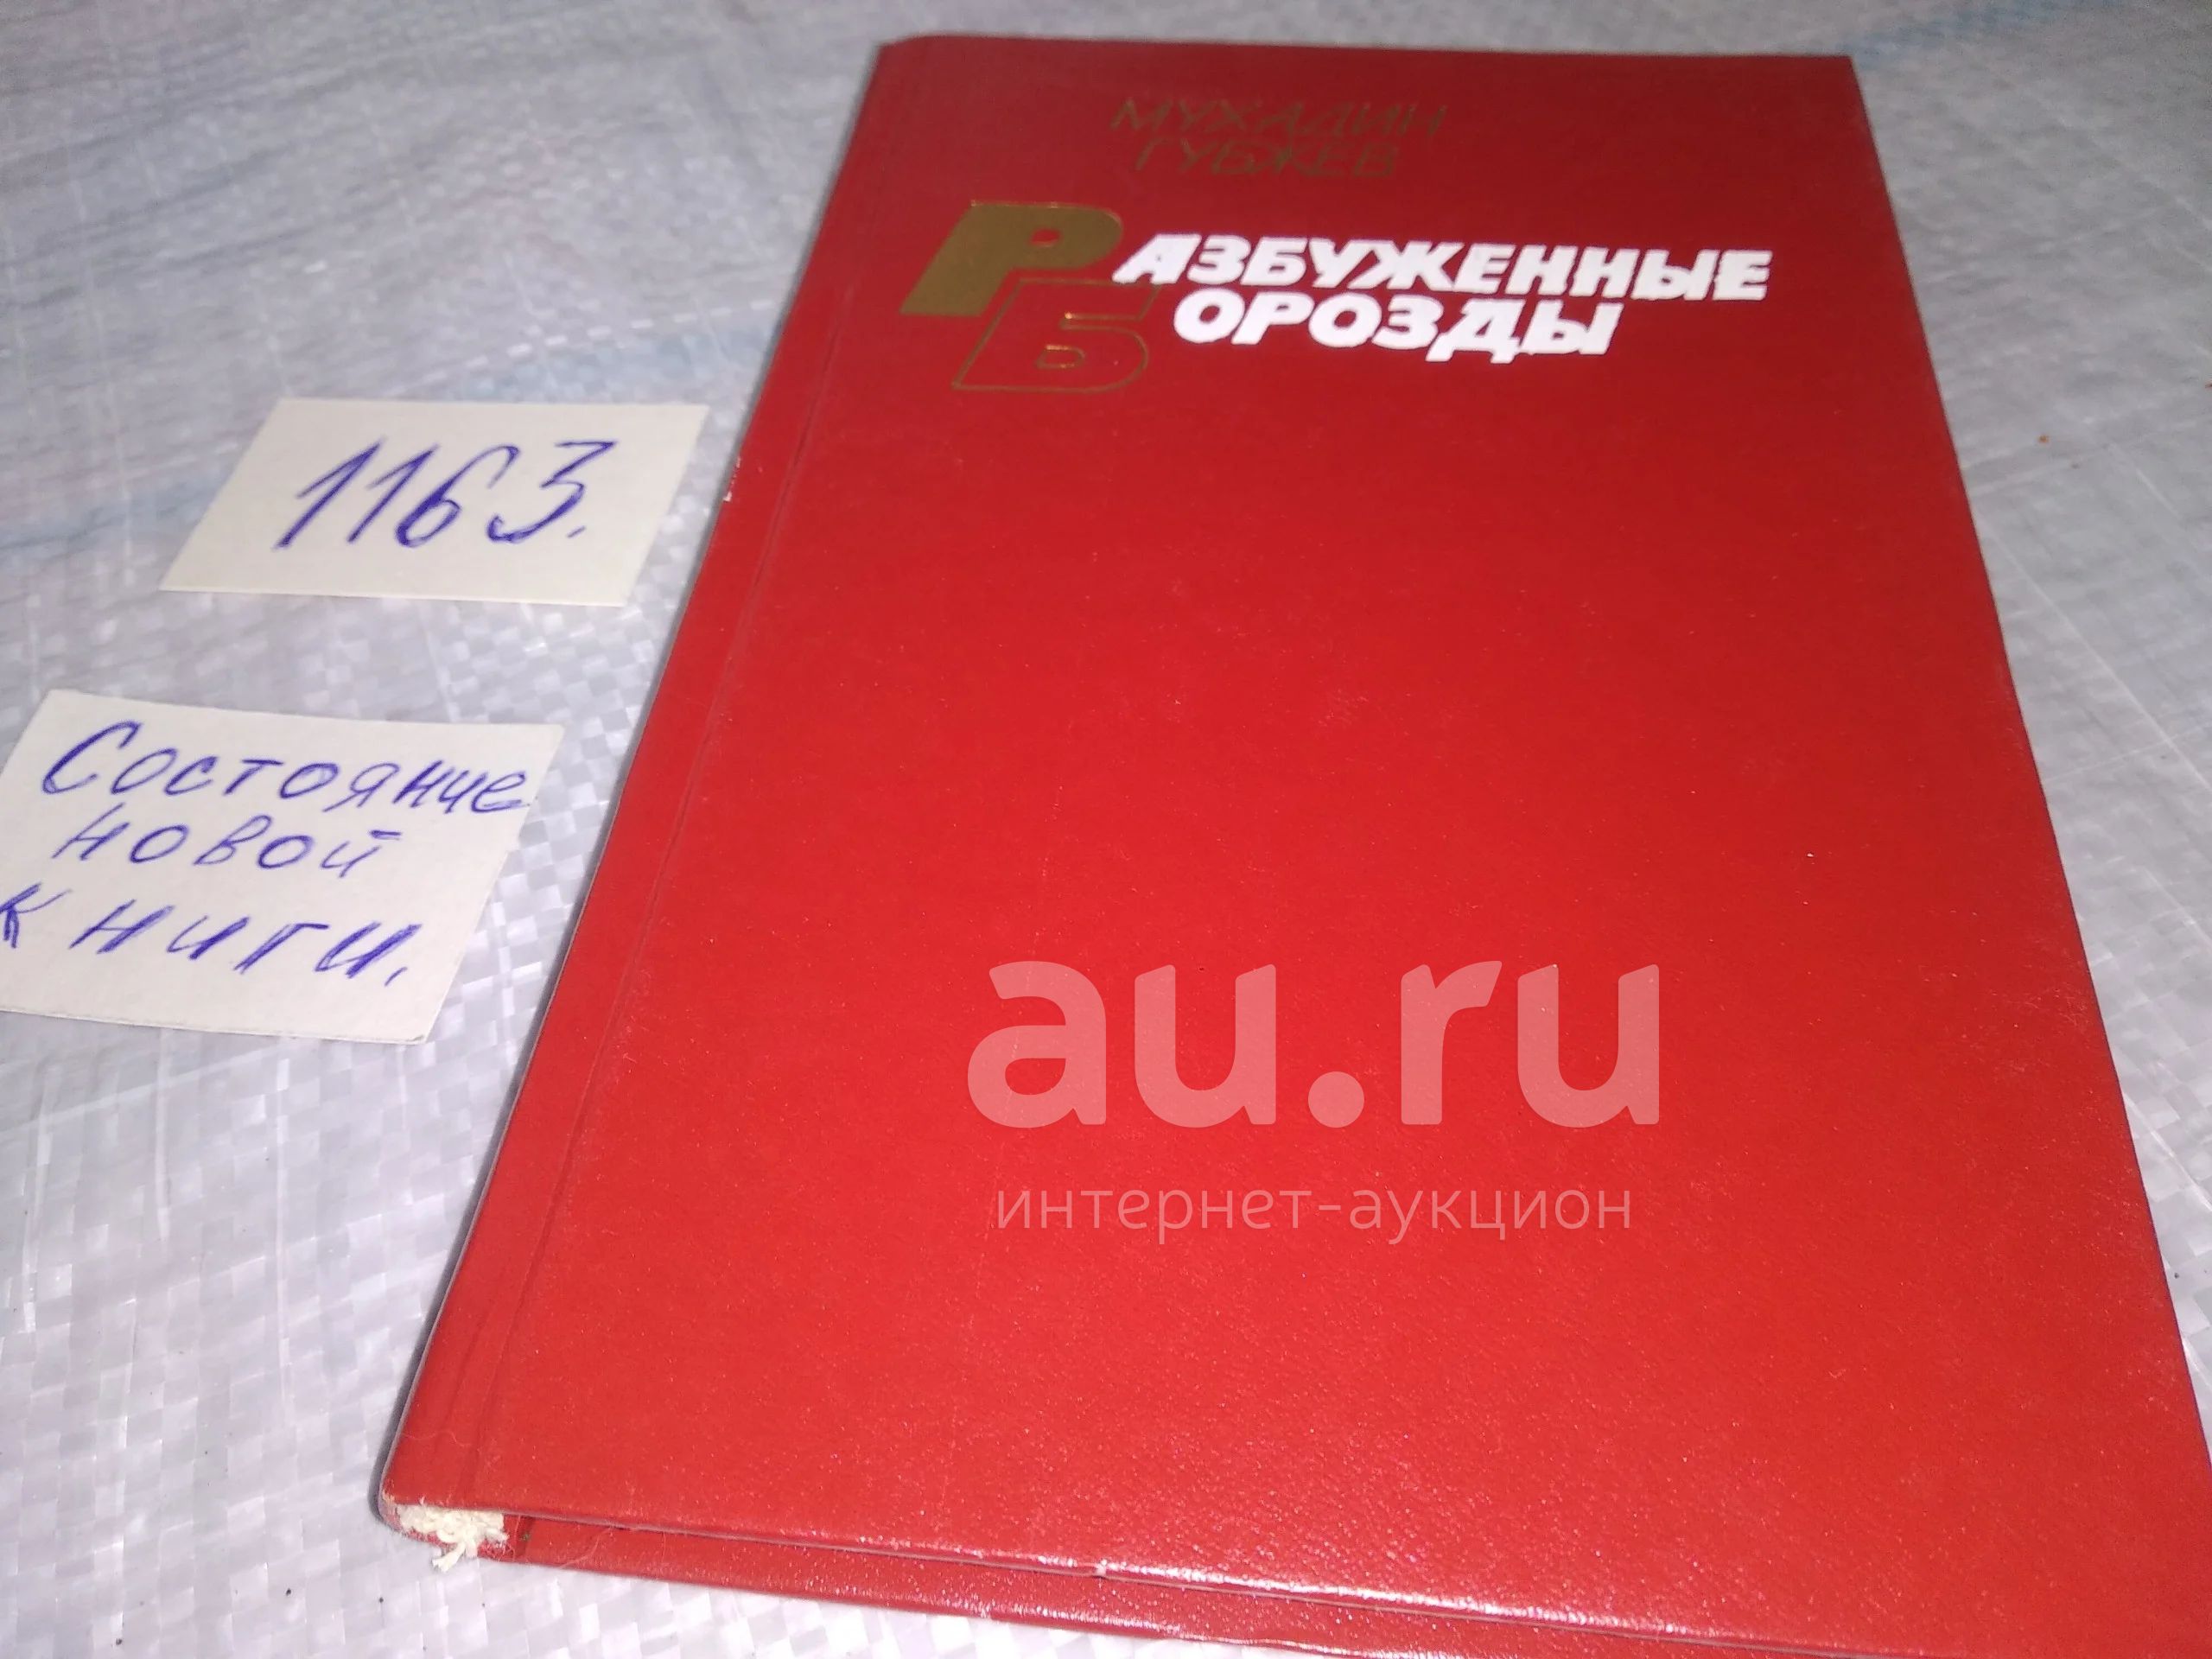 МУХАДИН
ГУБЖЕВ
РАЗБУЖЕННЫЕ
БОРОЗДЫ
1163.
Состояние
новой
книги.
au.ru
интернет-аукцион